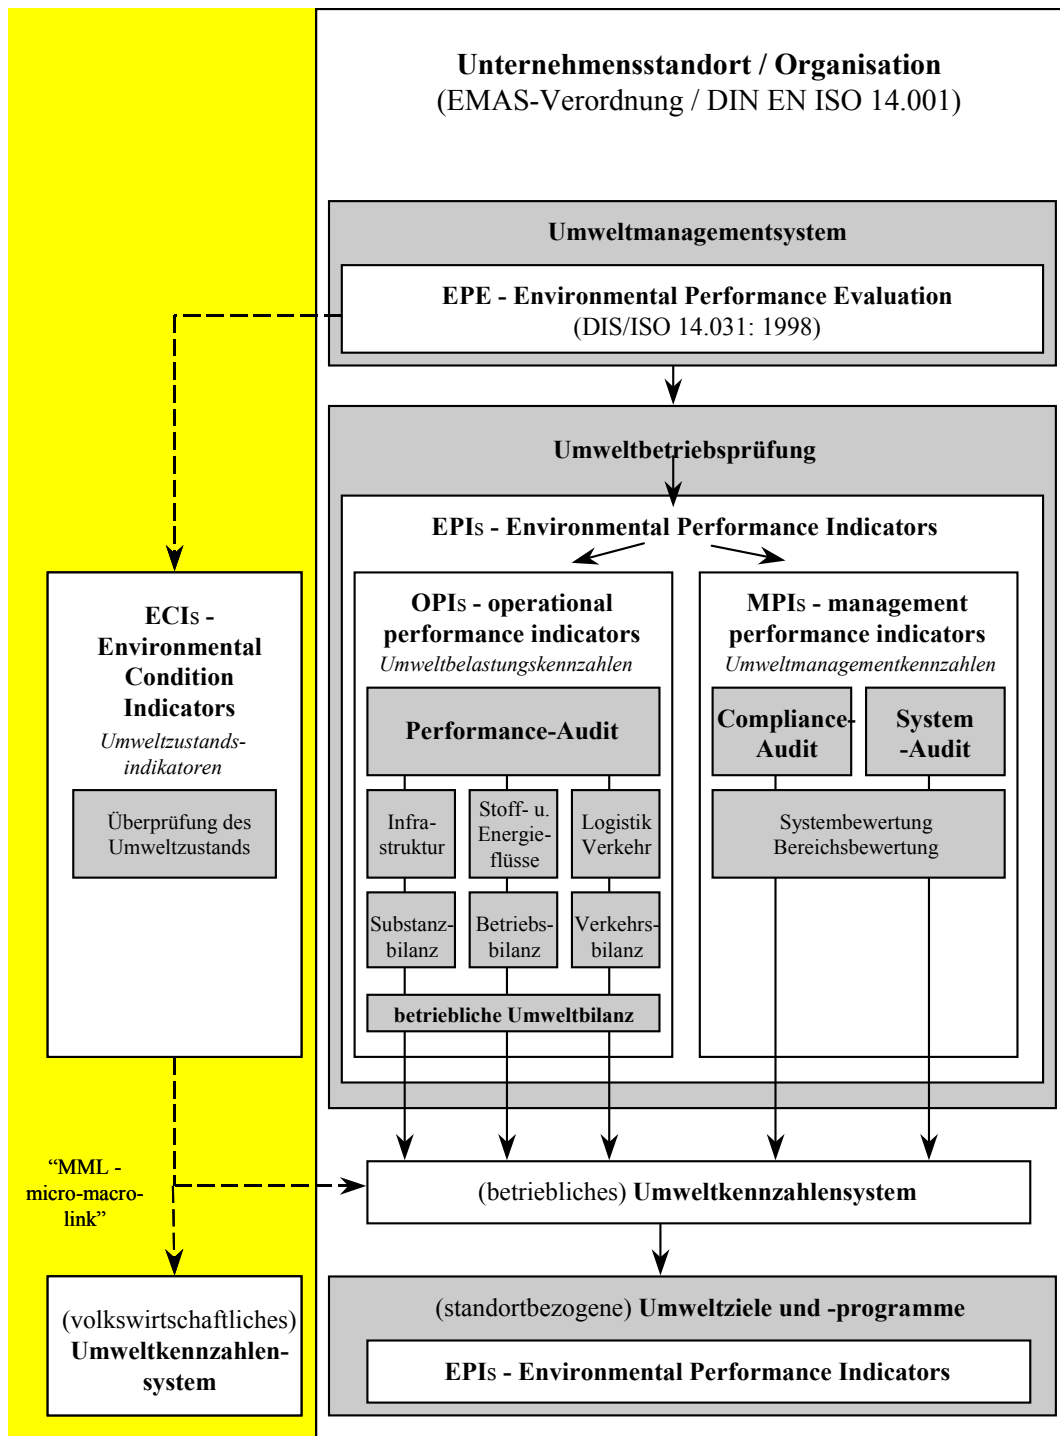 Unternehmensstandort / Organisation
(EMAS-Verordnung / DIN EN ISO 14.001)
Umweltmanagementsystem
EPE - Environmental Performance Evaluation
(DIS/ISO 14.031: 1998)
Umweltbetriebsprüfung
EPIs - Environmental Performance Indicators
ECIs -
Environmental
Condition
Indicators
Umweltzustands-
indikatoren
Überprüfung des
Umweltzustands
OPIs - operational
performance indicators
Umweltbelastungskennzahlen
Performance-Audit
Infra-
struktur
Stoff- u.
Energie-
flüsse
Logistik
Verkehr
Substanz-
bilanz
Betriebs-
bilanz
Verkehrs-
bilanz
betriebliche Umweltbilanz
MPIs - management
performance indicators
Umweltmanagementkennzahlen
Compliance-
Audit
System
-Audit
Systembewertung
Bereichsbewertung
“MML -
micro-macro-
link”
(betriebliches) Umweltkennzahlensystem
(volkswirtschaftliches)
Umweltkennzahlen-
system
(standortbezogene) Umweltziele und -programme
EPIs - Environmental Performance Indicators